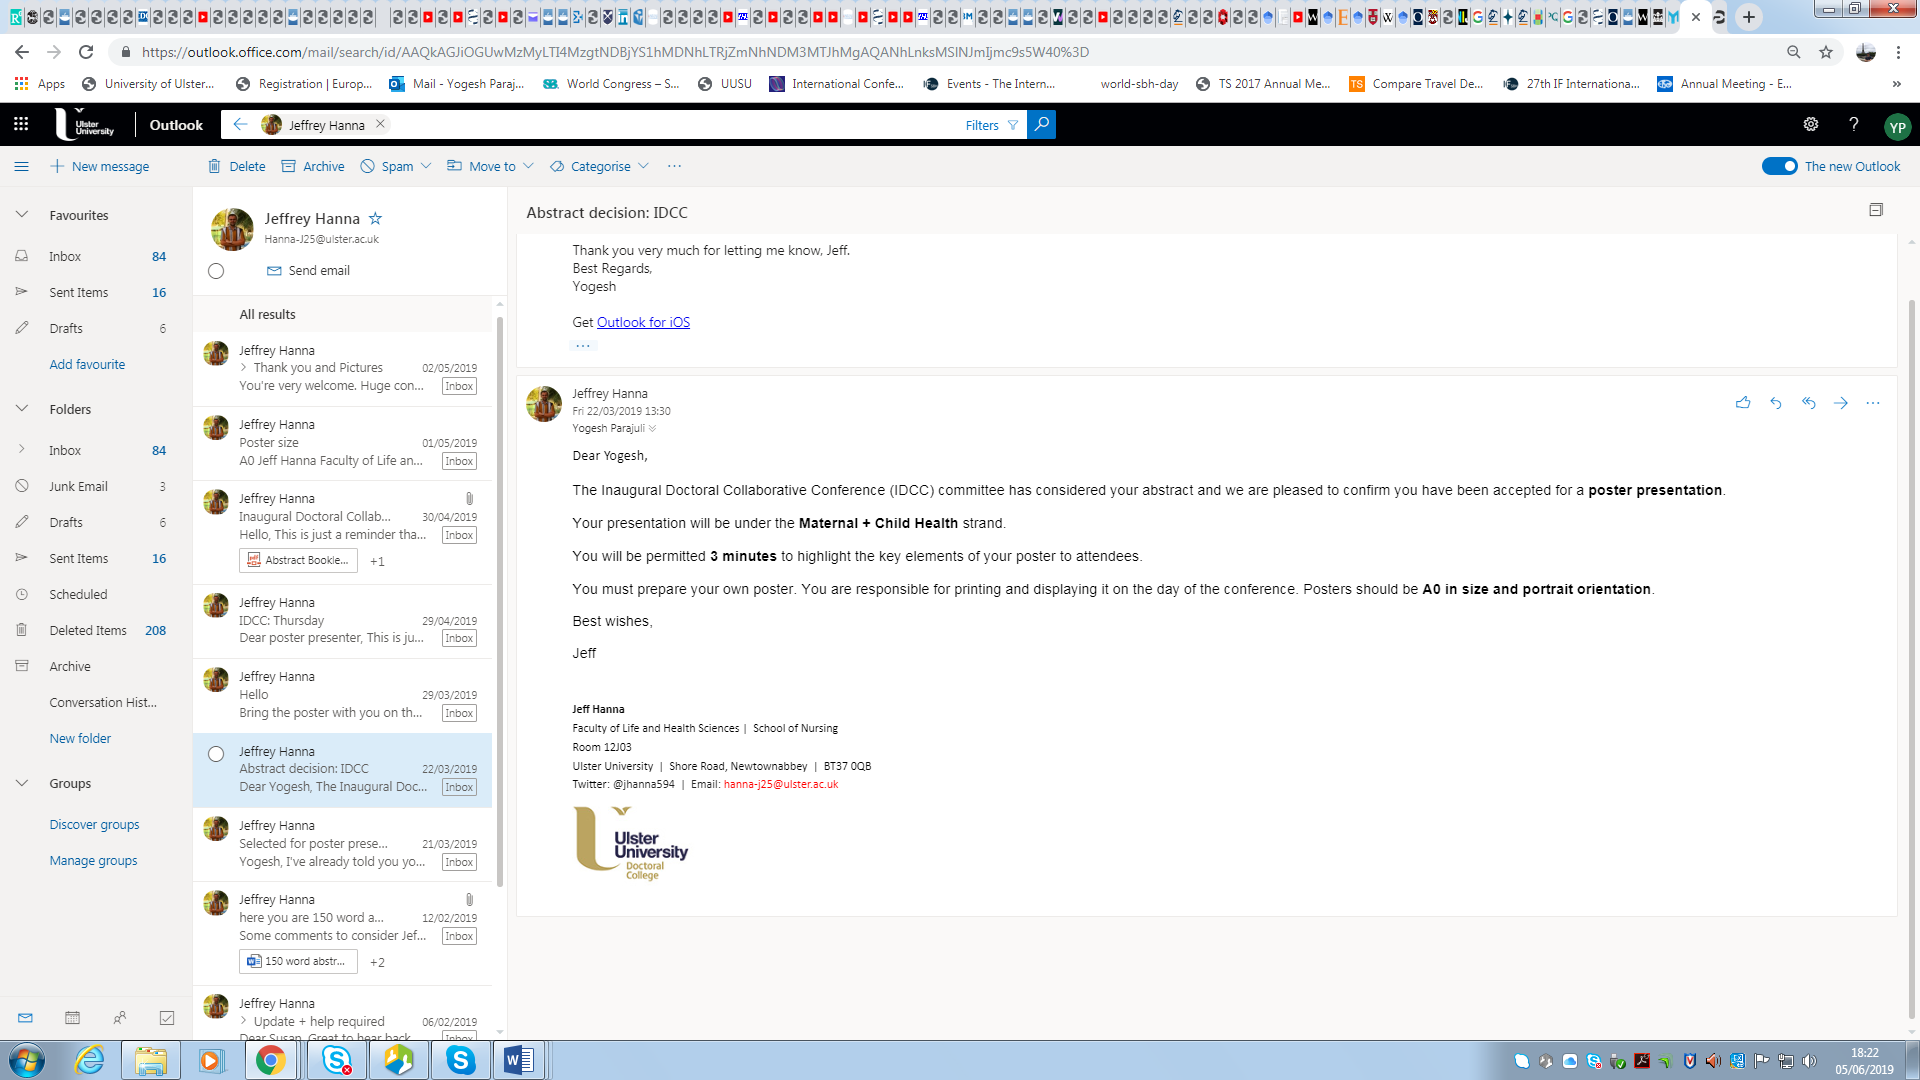 https://outlook.office.com/mail/search/id/AAQkAGJiOGUwMzMyLTI4MzgtNDBjYS1hMDNhLTRjZmNhNDM3MTJhMgAQANhLnksMSlNJmIjmc9s5W40%3D
Apps
University of Ulster...
Registration | Europ...
Mail - Yogesh Paraj...
World Congress – S...
UUSU
International Confe...
Events - The Intern...
world-sbh-day
TS 2017 Annual Me...
Compare Travel De...
27th IF Internationa...
Annual Meeting - E...
»
Ulster University
Outlook
Jeffrey Hanna
Filters
?
YP
New message
Delete
Archive
Spam
Move to
Categorise
...
The new Outlook
Favourites
Inbox 84
Sent Items 16
Drafts 6
Add favourite
Folders
Inbox 84
Junk Email 3
Drafts 6
Sent Items 16
Scheduled
Deleted Items 208
Archive
Conversation Hist...
New folder
Groups
Discover groups
Manage groups
Jeffrey Hanna
Hanna-J25@ulster.ac.uk
Send email
All results
Jeffrey Hanna
Thank you and Pictures 02/05/2019
You're very welcome. Huge con... Inbox
Jeffrey Hanna
Poster size 01/05/2019
A0 Jeff Hanna Faculty of Life an... Inbox
Jeffrey Hanna
Inaugural Doctoral Collab... 30/04/2019
Hello, This is just a reminder tha... Inbox
Abstract Bookle... +1
Jeffrey Hanna
IDCC: Thursday 29/04/2019
Dear poster presenter, This is ju... Inbox
Jeffrey Hanna
Hello 29/03/2019
Bring the poster with you on th... Inbox
Jeffrey Hanna
Abstract decision: IDCC 22/03/2019
Dear Yogesh, The Inaugural Doc... Inbox
Jeffrey Hanna
Selected for poster prese... 21/03/2019
Yogesh, I've already told you yo... Inbox
Jeffrey Hanna
here you are 150 word a... 12/02/2019
Some comments to consider Jef... Inbox
150 word abstr... +2
Jeffrey Hanna
Update + help required 06/02/2019
Dear Susan, Great to hear back Inbox
Abstract decision: IDCC
Thank you very much for letting me know, Jeff.
Best Regards,
Yogesh
Get Outlook for iOS
...
Jeffrey Hanna
Fri 22/03/2019 13:30
Yogesh Parajuli
Dear Yogesh,
The Inaugural Doctoral Collaborative Conference (IDCC) committee has considered your abstract and we are pleased to confirm you have been accepted for a poster presentation.
Your presentation will be under the Maternal + Child Health strand.
You will be permitted 3 minutes to highlight the key elements of your poster to attendees.
You must prepare your own poster. You are responsible for printing and displaying it on the day of the conference. Posters should be A0 in size and portrait orientation.
Best wishes,
Jeff
Jeff Hanna
Faculty of Life and Health Sciences | School of Nursing
Room 12J03
Ulster University | Shore Road, Newtownabbey | BT37 0QB
Twitter: @jhanna594 | Email: hanna-j25@ulster.ac.uk
Ulster
University
Doctoral
College
18:22
05/06/2019